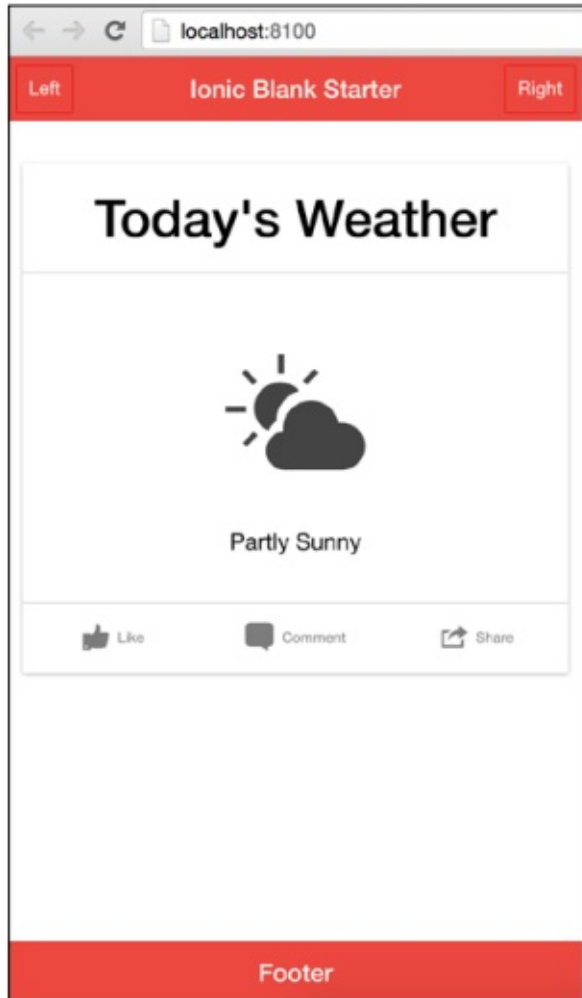 localhost:8100
Left Ionic Blank Starter Right
Today's Weather
Partly Sunny
Like Comment Share
Footer